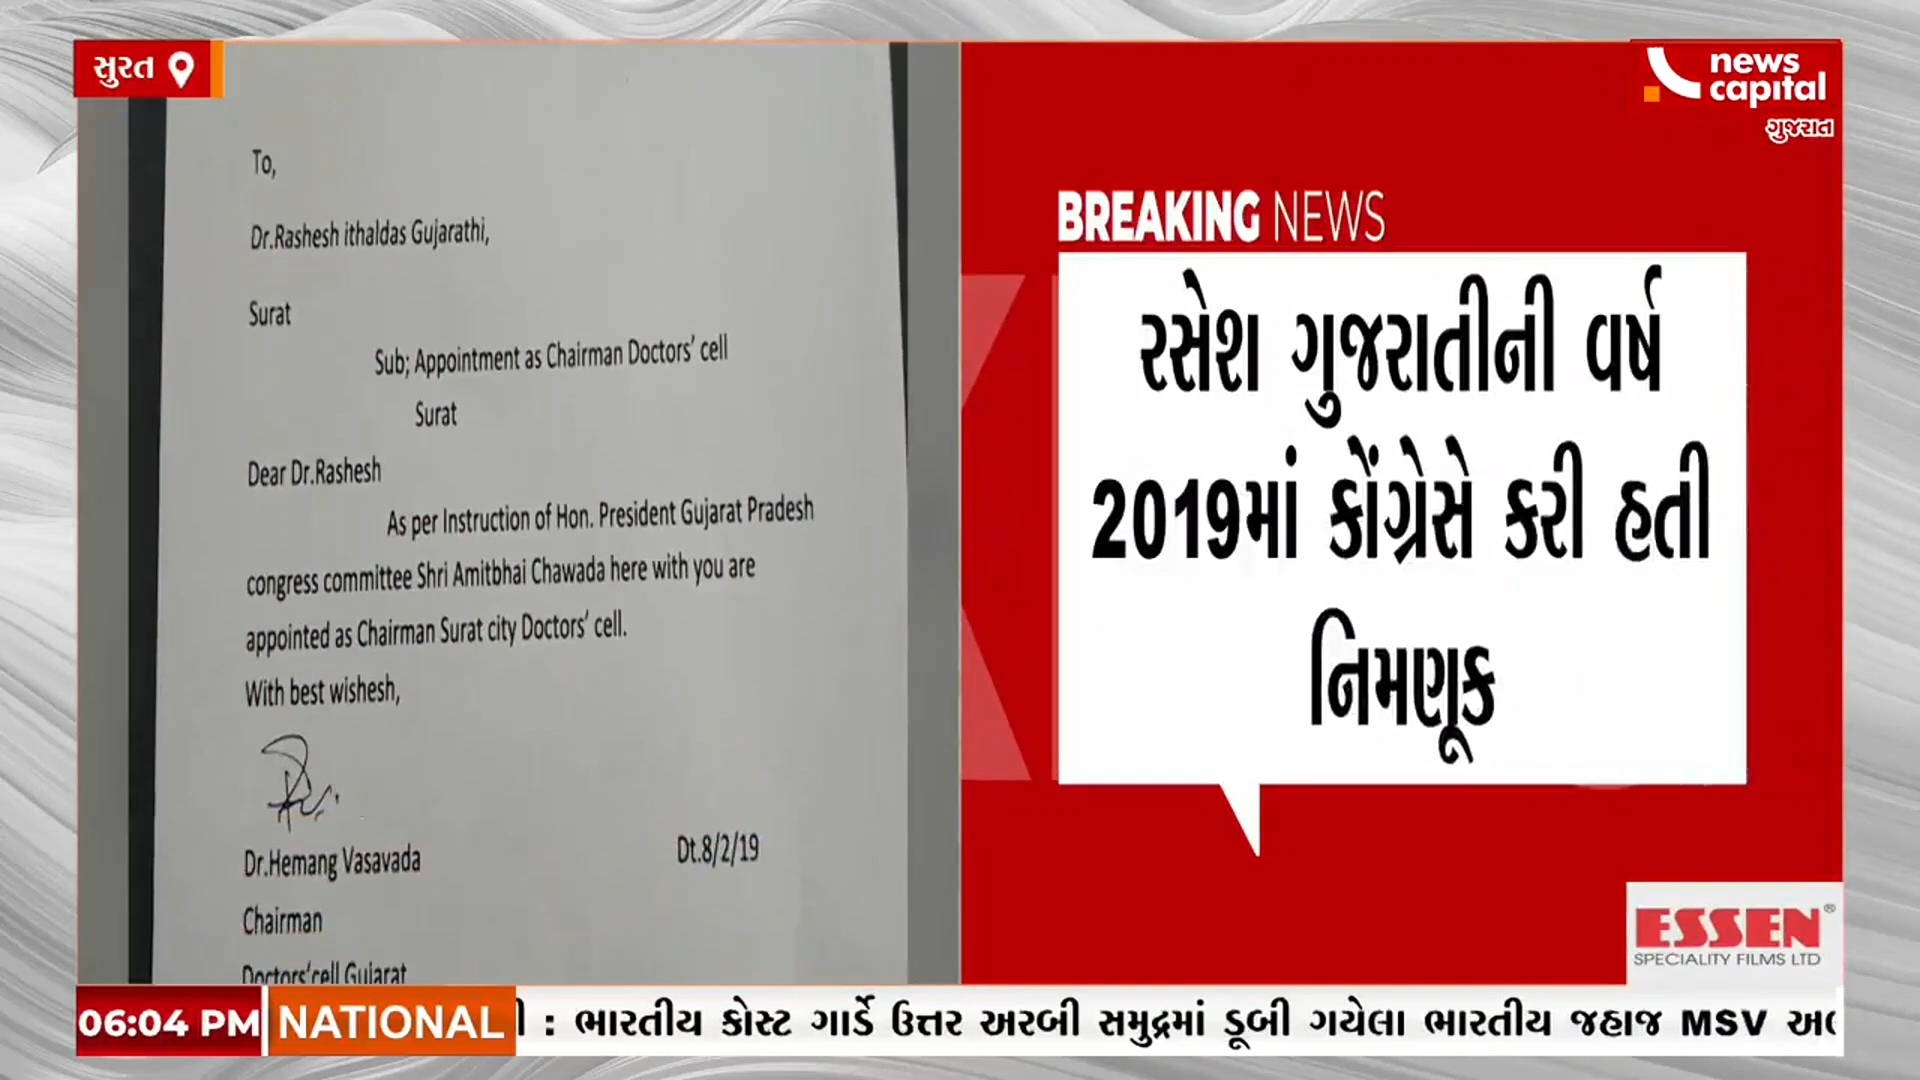 સુરત
To,
Dr.Rashesh ithaldas Gujarathi,
Surat
Sub; Appointment as Chairman Doctors' cell
Surat
Dear Dr.Rashesh
As per Instruction of Hon. President Gujarat Pradesh
congress committee Shri Amitbhai Chawada here with you are
appointed as Chairman Surat city Doctors' cell.
With best wishesh,
Dr.Hemang Vasavada
Dt.8/2/19
Chairman
Doctors'cell Gujarat
news
capital
ગુજરાત
BREAKING NEWS
રસેશ ગુજરાતીની વર્ષ
2019માં કોંગ્રેસે કરી હતી
નિમણૂક
ESSEN®
SPECIALITY FILMS LTD
06:04 PM NATIONAL : ભારતીય કોસ્ટ ગાર્ડે ઉત્તર અરબી સમુદ્રમાં ડૂબી ગયેલા ભારતીય જહાજ MSV